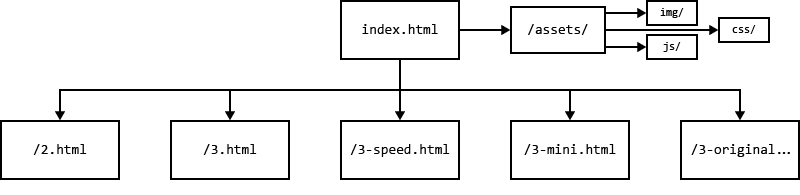 index.html
/assets/
img/
css/
js/
/2.html
/3.html
/3-speed.html
/3-mini.html
/3-original...